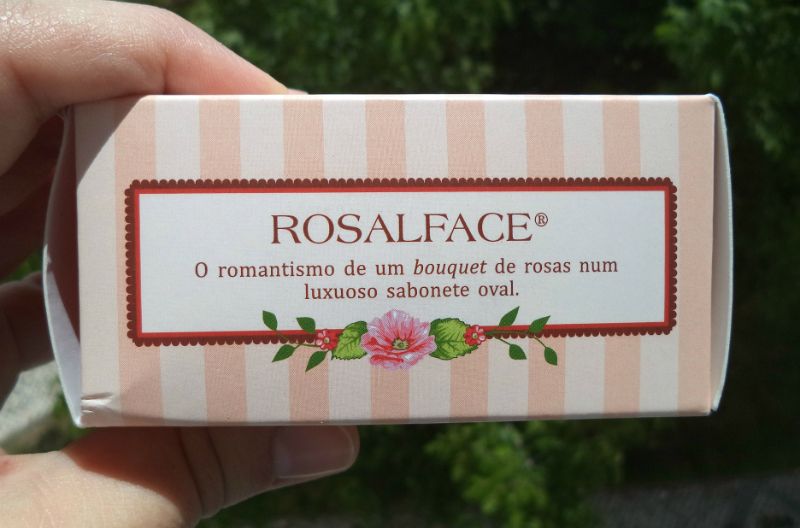 ROSALFACE®
O romantismo de um bouquet de rosas num
luxuoso sabonete oval.